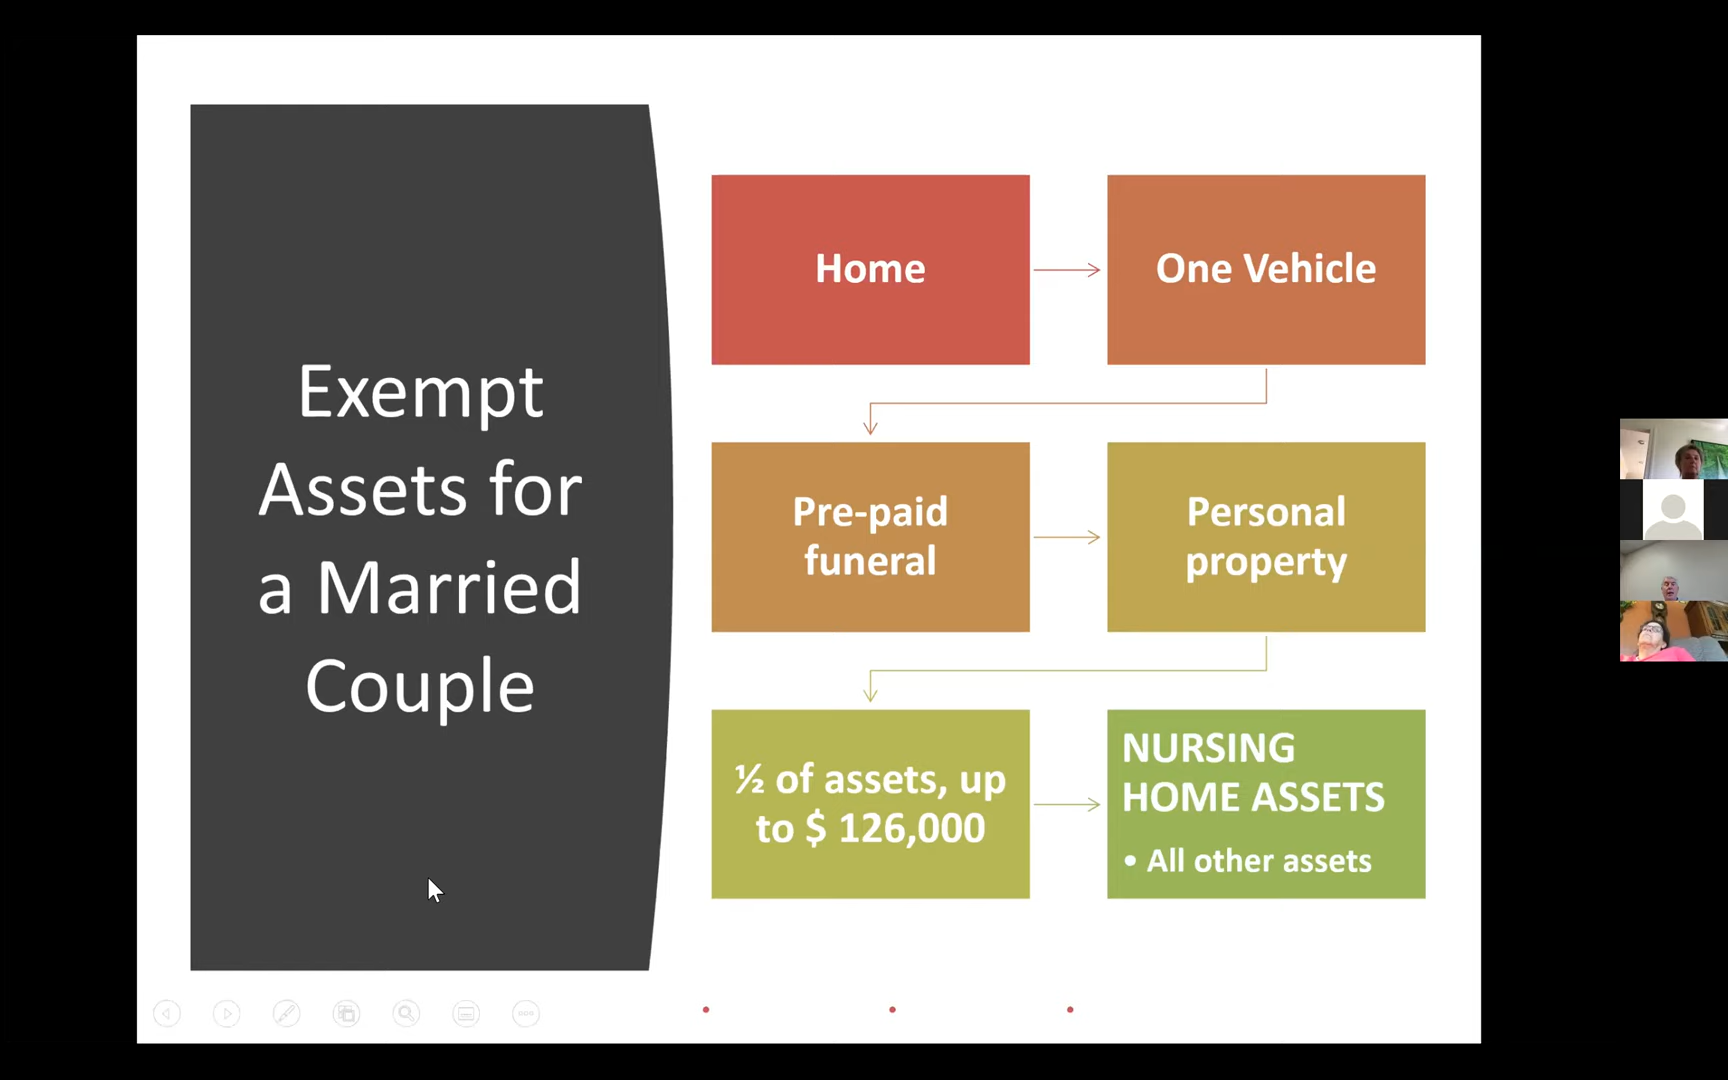 Exempt
Assets for
a Married
Couple
Home
One Vehicle
Pre-paid
funeral
Personal
property
½ of assets, up
to $ 126,000
NURSING
HOME ASSETS
• All other assets